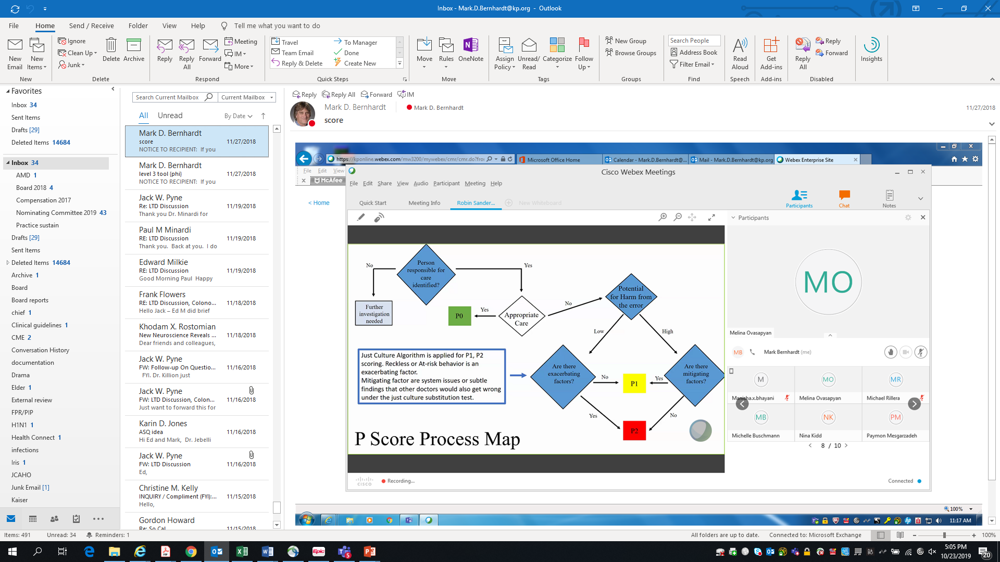 Inbox - Mark.D.Bernhardt@kp.org - Outlook
File Home Send / Receive Folder View Help Tell me what you want to do
New Email
New Items
New
Ignore
Clean Up
Junk
Delete
Archive
Delete
Reply
Reply All
Forward
Meeting
IM
More
Respond
Travel
Team Email
Reply & Delete
To Manager
Done
Create New
Quick Steps
Move
Rules
OneNote
Move
Assign Policy
Unread/ Read
Categorize
Follow Up
Tags
New Group
Browse Groups
Groups
Search People
Address Book
Filter Email
Find
Read Aloud
Speech
Get Add-ins
Add-ins
Reply All
Reply
Forward
Disabled
Insights
Favorites
Inbox 34
Sent Items
Drafts [29]
Deleted Items 14684
Inbox 34
AMD 1
Board 2018 4
Compensation 2017
Nominating Committee 2019 43
Practice sustain
Drafts [29]
Sent Items
Deleted Items 14684
Archive 1
Board
Board reports
chief 1
Clinical guidelines 1
CME 2
Conversation History
documentation
Drama
Elder 1
External review
FPR/PIP
H1N1 1
Health Connect 1
infections
Iris 1
JCAHO
Junk Email [1]
Kaiser
Search Current Mailbox Current Mailbox
All Unread By Date
Mark D. Bernhardt
score 11/27/2018
NOTICE TO RECIPIENT: If you
Mark D. Bernhardt
level 3 tool {phi} 11/27/2018
NOTICE TO RECIPIENT: If you
Jack W. Pyne
Re: LTD Discussion 11/19/2018
Thank you Dr. Minardi for
Paul M Minardi
RE: LTD Discussion 11/19/2018
Thank you. Back at you. I do
Edward Milkie
RE: LTD Discussion 11/19/2018
Good Morning Paul Happy
Frank Flowers
RE: LTD Discussion, Colono... 11/18/2018
Hello Jack – Ed M did brief
Khodam X. Rostomian
New Neuroscience Reveals ... 11/18/2018
Dear friends and colleagues,
Jack W. Pyne
FW: Follow-up On Questio... 11/16/2018
FYI. Dr. Killion just
Jack W. Pyne
FW: LTD Discussion, Colon... 11/16/2018
Just want to forward this for
Karin D. Jones
ASQ idea 11/16/2018
Hi Ed and Mark, Dr. Jebelli
Jack W. Pyne
FW: LTD Discussion 11/16/2018
Ed,
Christine M. Kelly
INQUIRY / Compliment (FYI):... 11/15/2018
Hello,
Gordon Howard
Re: So Cal 11/15/2018
Reply Reply All Forward IM
Mark D. Bernhardt Mark D. Bernhardt 11/27/2018
score
https://kponline.webex.com/mw3200/mywebex/cmr/cmr.do?fro
Microsoft Office Home
Calendar - Mark.D.Bernhardt@...
Mail - Mark.D.Bernhardt@kp.org
Webex Enterprise Site
File Edit View
McAfee
< Home
Cisco Webex Meetings
File Edit Share View Audio Participant Meeting Help
Quick Start Meeting Info Robin Sander... New Whiteboard
Participants Chat Notes
Person responsible for care identified?
No
Yes
Further investigation needed
P0
Yes
Appropriate Care
No
Potential for Harm from the error
Low
High
Just Culture Algorithm is applied for P1, P2
scoring. Reckless or At-risk behavior is an
exacerbating factor.
Mitigating factor are system issues or subtle
findings that other doctors would also get wrong
under the just culture substitution test.
Are there exacerbating factors?
No
P1
Yes
Are there mitigating factors?
Yes
No
P2
P Score Process Map
Participants
MO
Melina Ovasapyan
MB Mark Bernhardt (me)
M MO MR
Manisha.x.bhayani Melina Ovasapyan Michael Rillera
MB NK PM
Michelle Buschmann Nina Kidd Paymon Mesgarzadeh
8 / 10
cisco Recording... Connected
100%
11:17 AM
Items: 491 Unread: 34 Reminders: 1 All folders are up to date. Connected to: Microsoft Exchange 100%
Epic
5:05 PM
10/23/2019
20